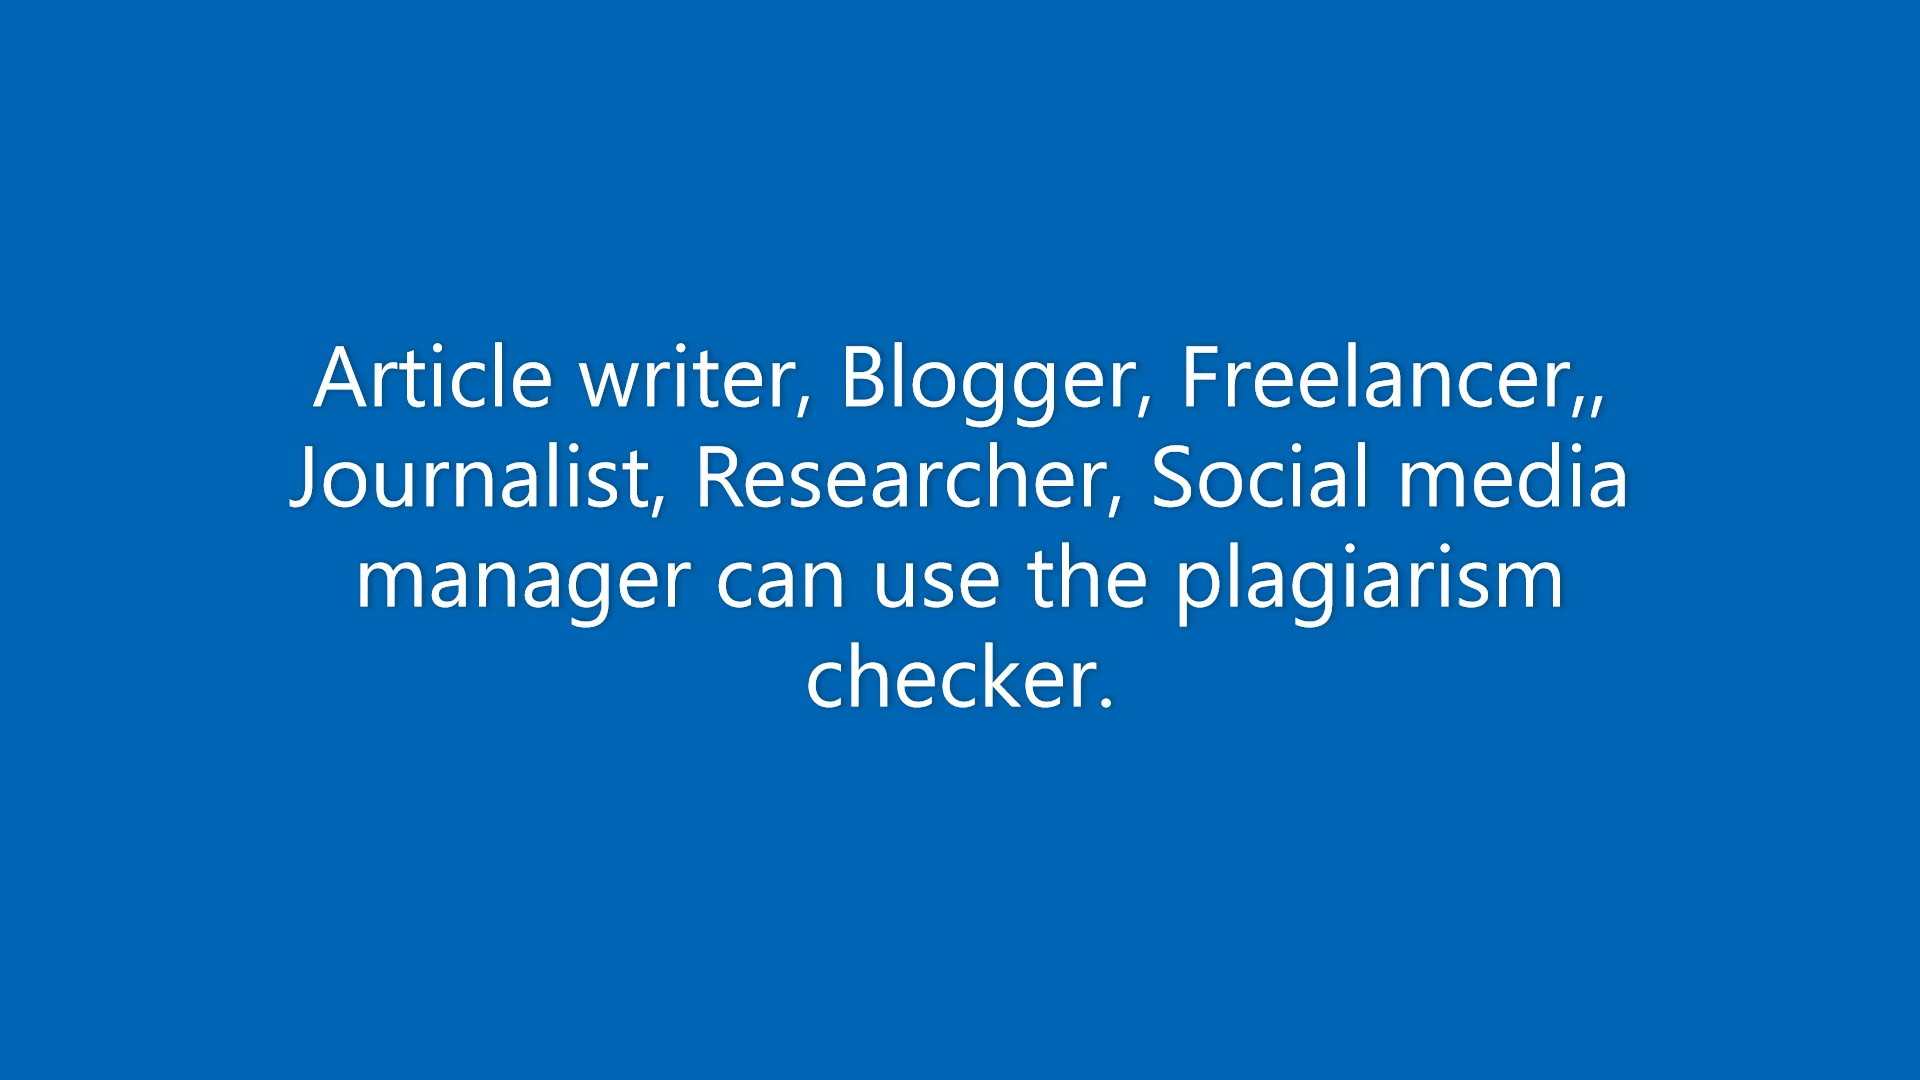 Article writer, Blogger, Freelancer,,
Journalist, Researcher, Social media
manager can use the plagiarism
checker.